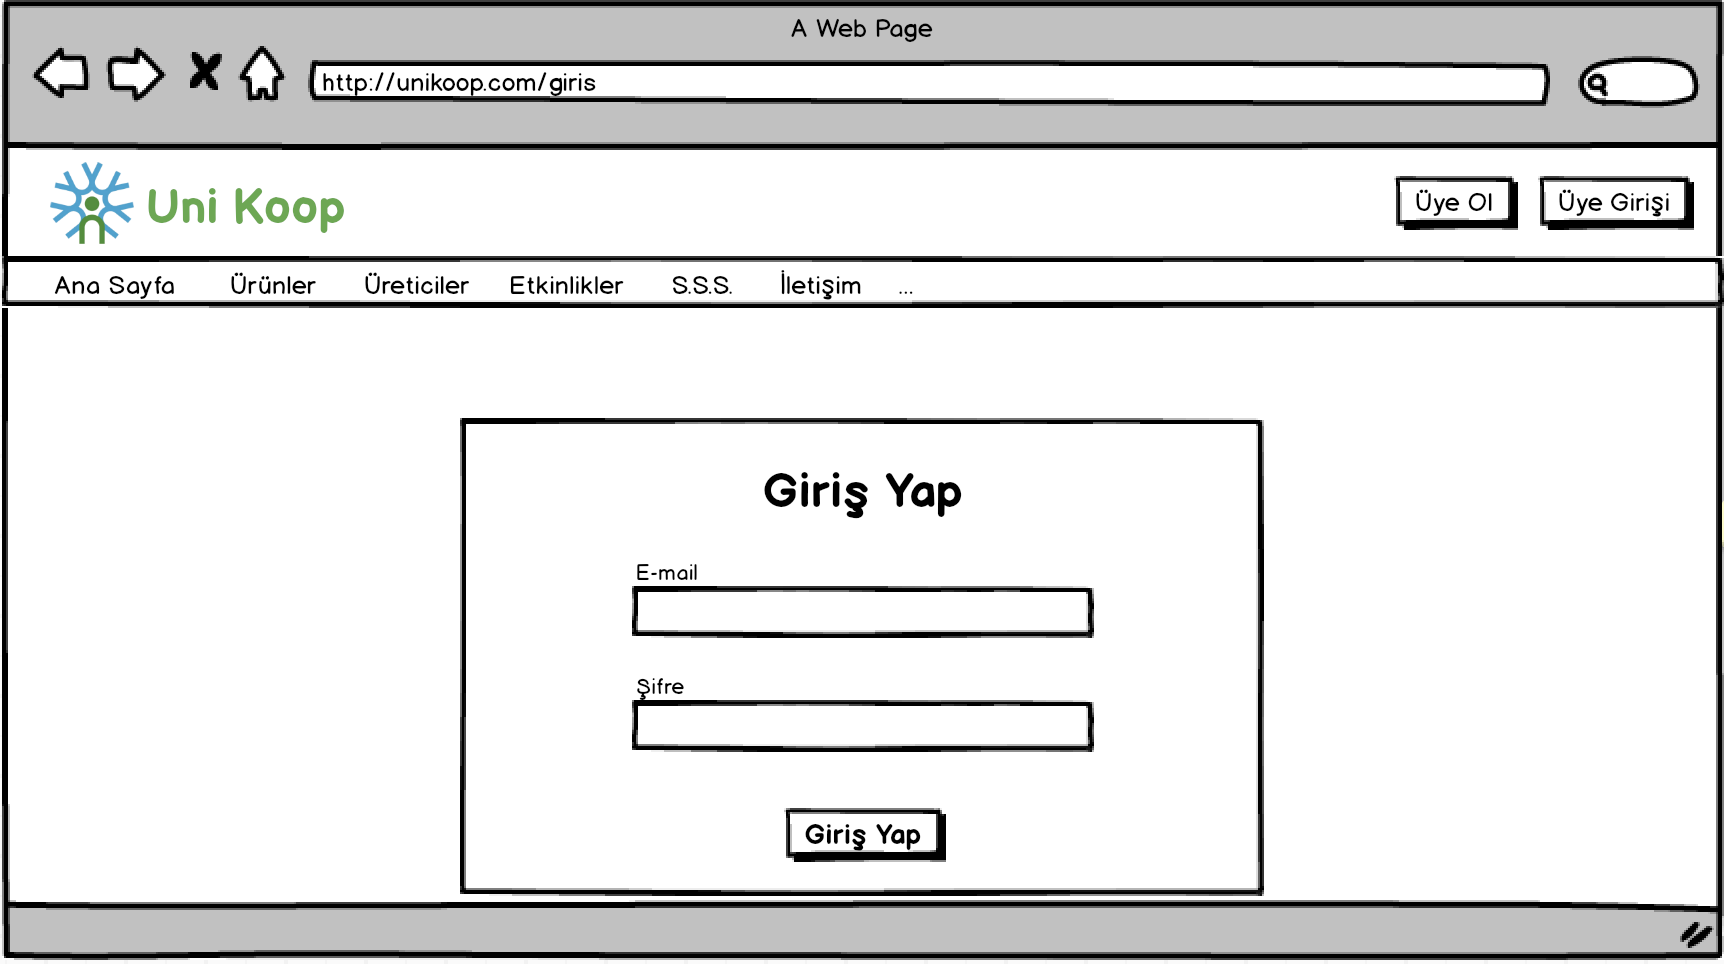 A Web Page
http://unikoop.com/giris
Uni Koop
Üye Ol
Üye Girişi
Ana Sayfa Ürünler Üreticiler Etkinlikler S.S.S. İletişim ...
Giriş Yap
E-mail
Şifre
Giriş Yap